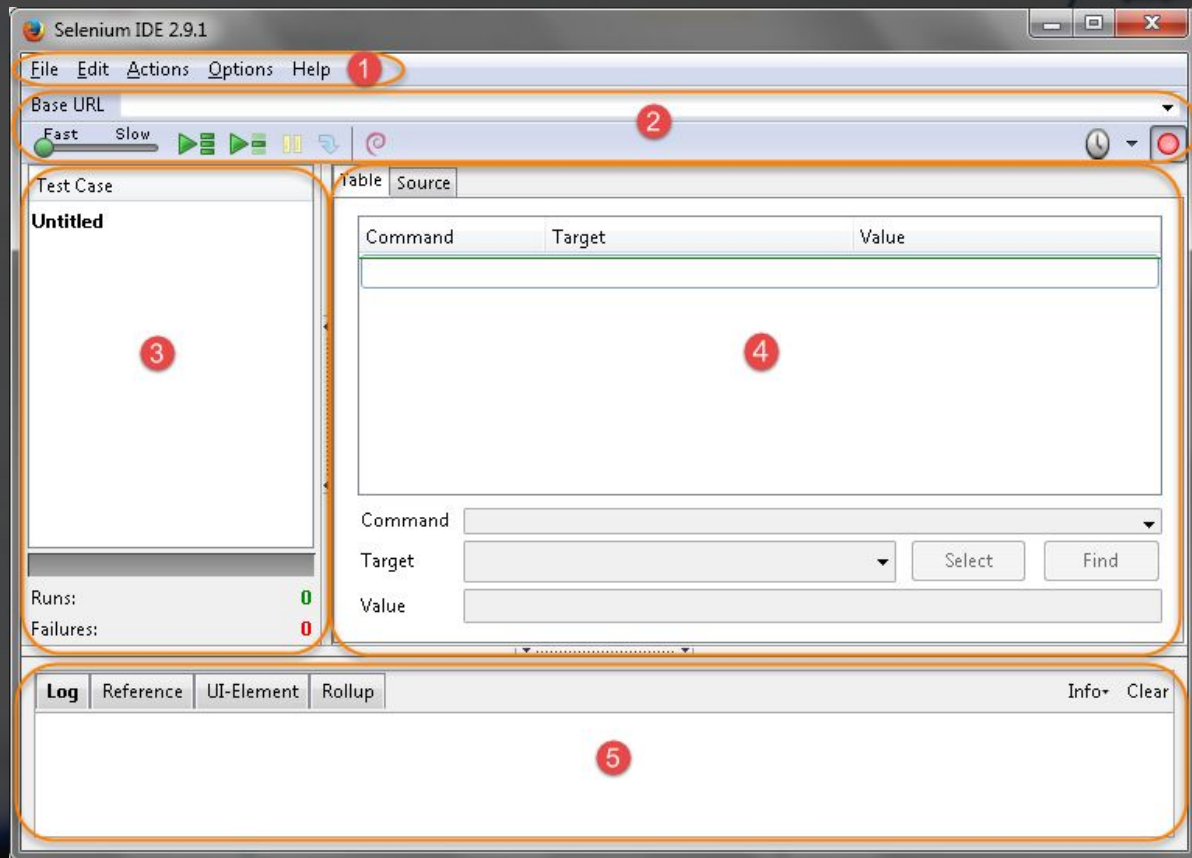 Selenium IDE 2.9.1
File Edit Actions Options Help 1
Base URL
2
Fast Slow
Test Case
Untitled
3
Runs: 0
Failures: 0
Table Source
Command Target Value
4
Command
Target Select Find
Value
Log Reference UI-Element Rollup Info Clear
5